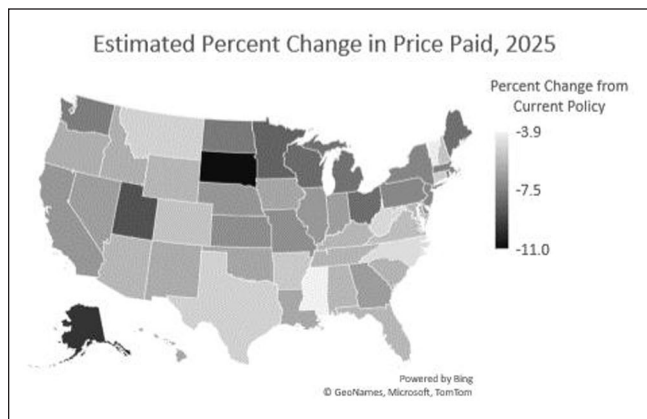 Estimated Percent Change in Price Paid, 2025
Percent Change from
Current Policy
-3.9
-7.5
-11.0
Powered by Bing
© GeoNames, Microsoft, TomTom